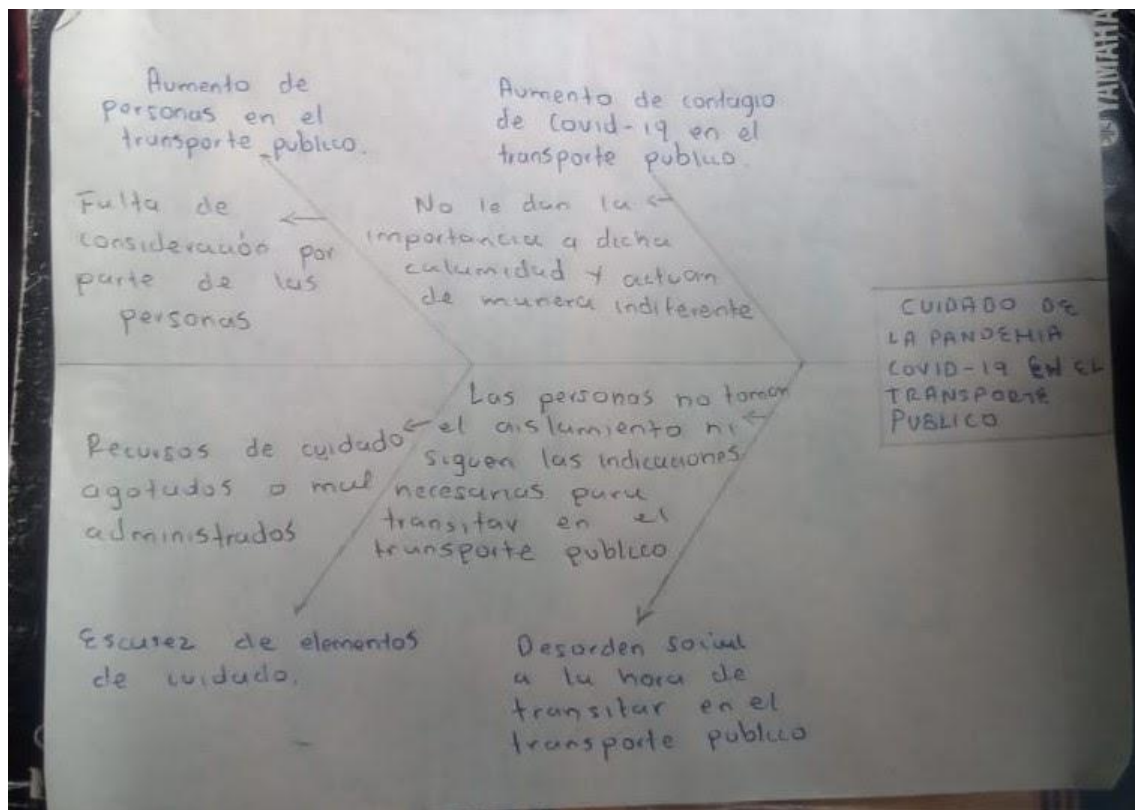 Aumento de
personas en el
transporte publico.
Aumento de contagio
de Covid-19 en el
transporte publico.
Falta de
consideración por
parte de las
personas
No le dan la
importancia a dicha
calamidad y actuan
de manera indiferente
CUIDADO DE
LA PANDEMIA
COVID-19 EN EL
TRANSPORTE
PUBLICO
Recursos de cuidado
agotados o mal
administrados
Las personas no toman
el aislamiento ni
siguen las indicaciones
necesarias para
transitar en el
transporte publico
Escasez de elementos
de cuidado.
Desorden social
a la hora de
transitar en el
transporte publico
YAMAHA